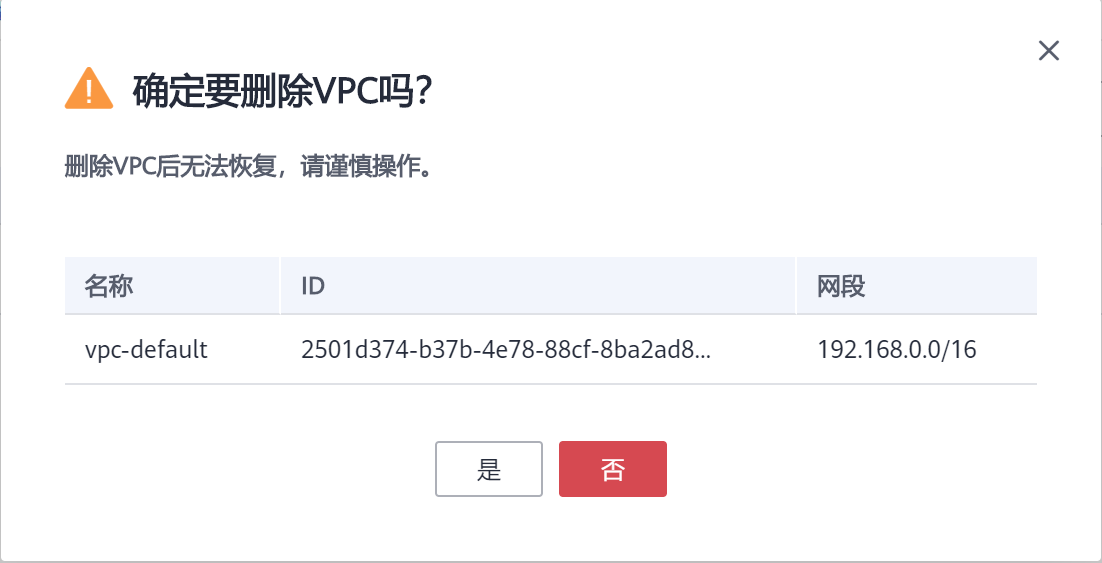 确定要删除VPC吗？
删除VPC后无法恢复，请谨慎操作。
名称 ID 网段
vpc-default 2501d374-b37b-4e78-88cf-8ba2ad8... 192.168.0.0/16
是 否